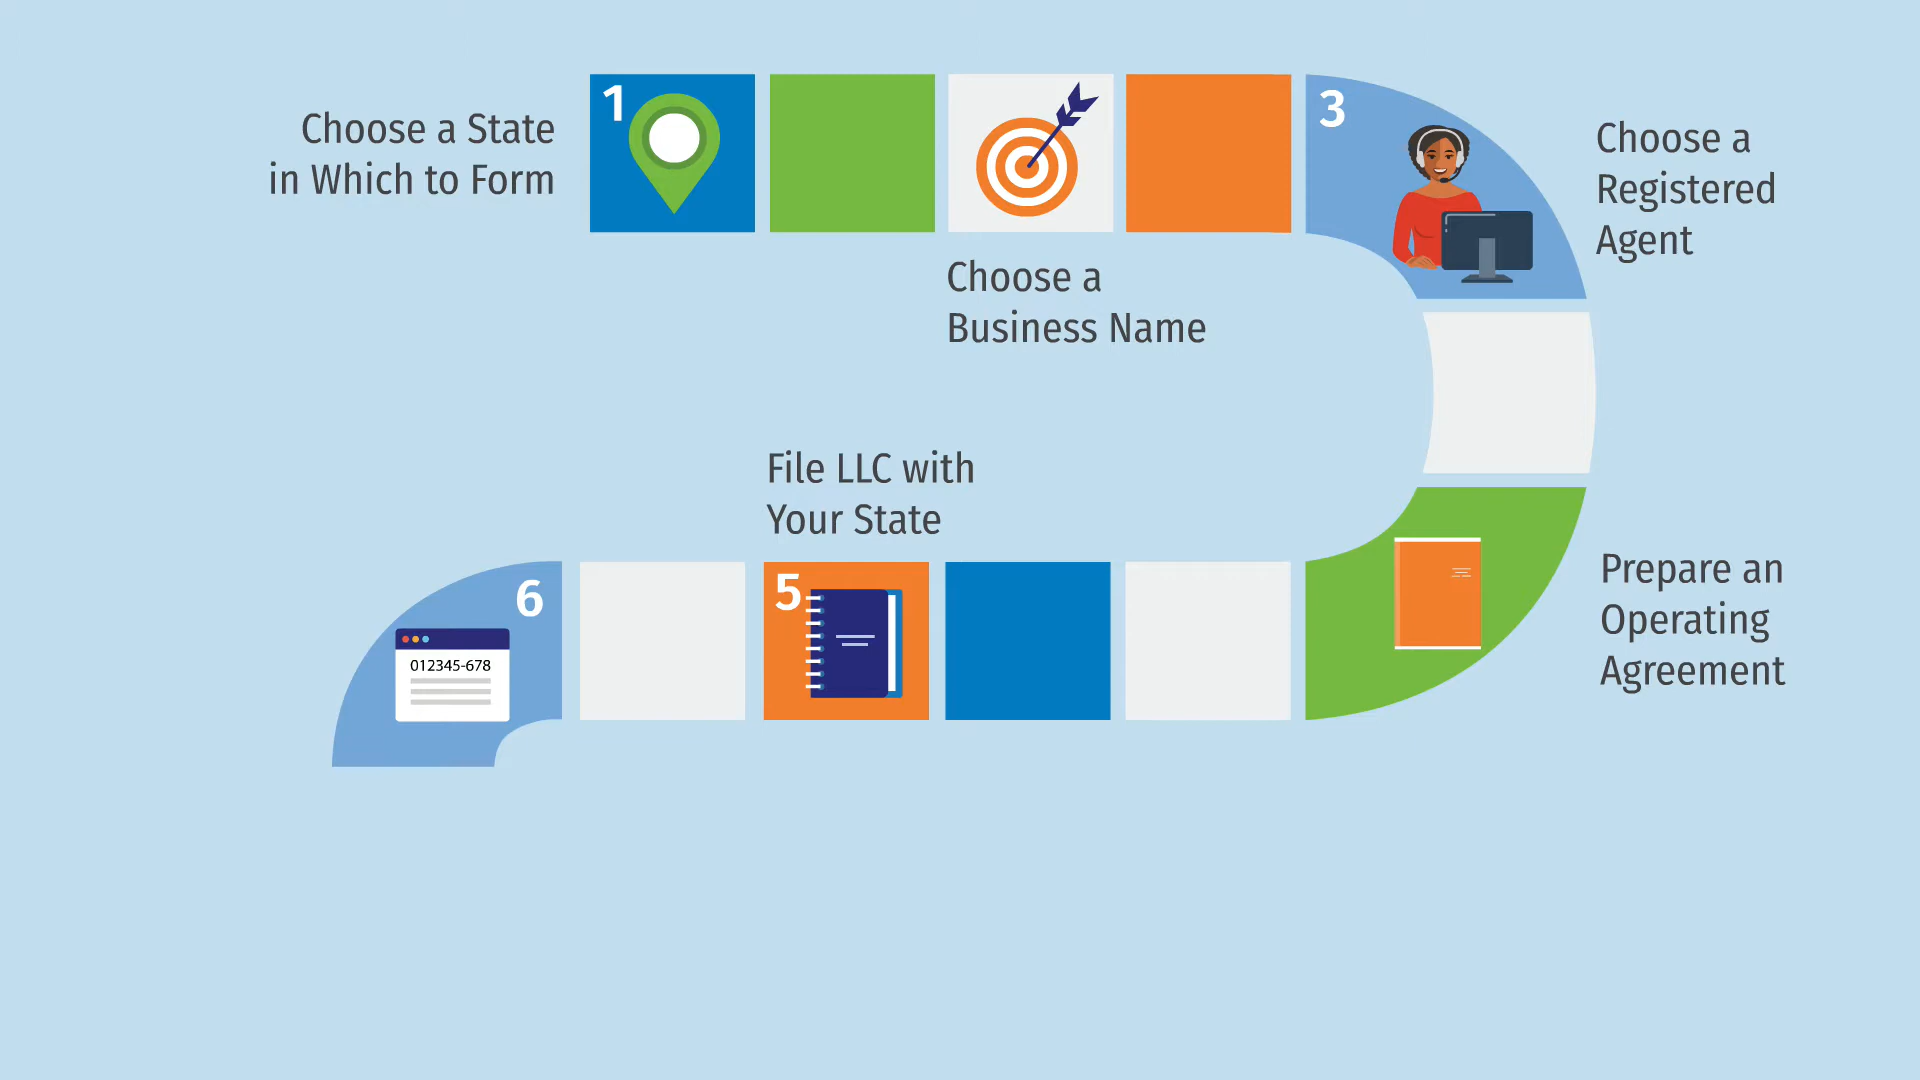 1
Choose a State
in Which to Form
Choose a
Business Name
3
Choose a
Registered
Agent
Prepare an
Operating
Agreement
File LLC with
Your State
5
6
012345-678